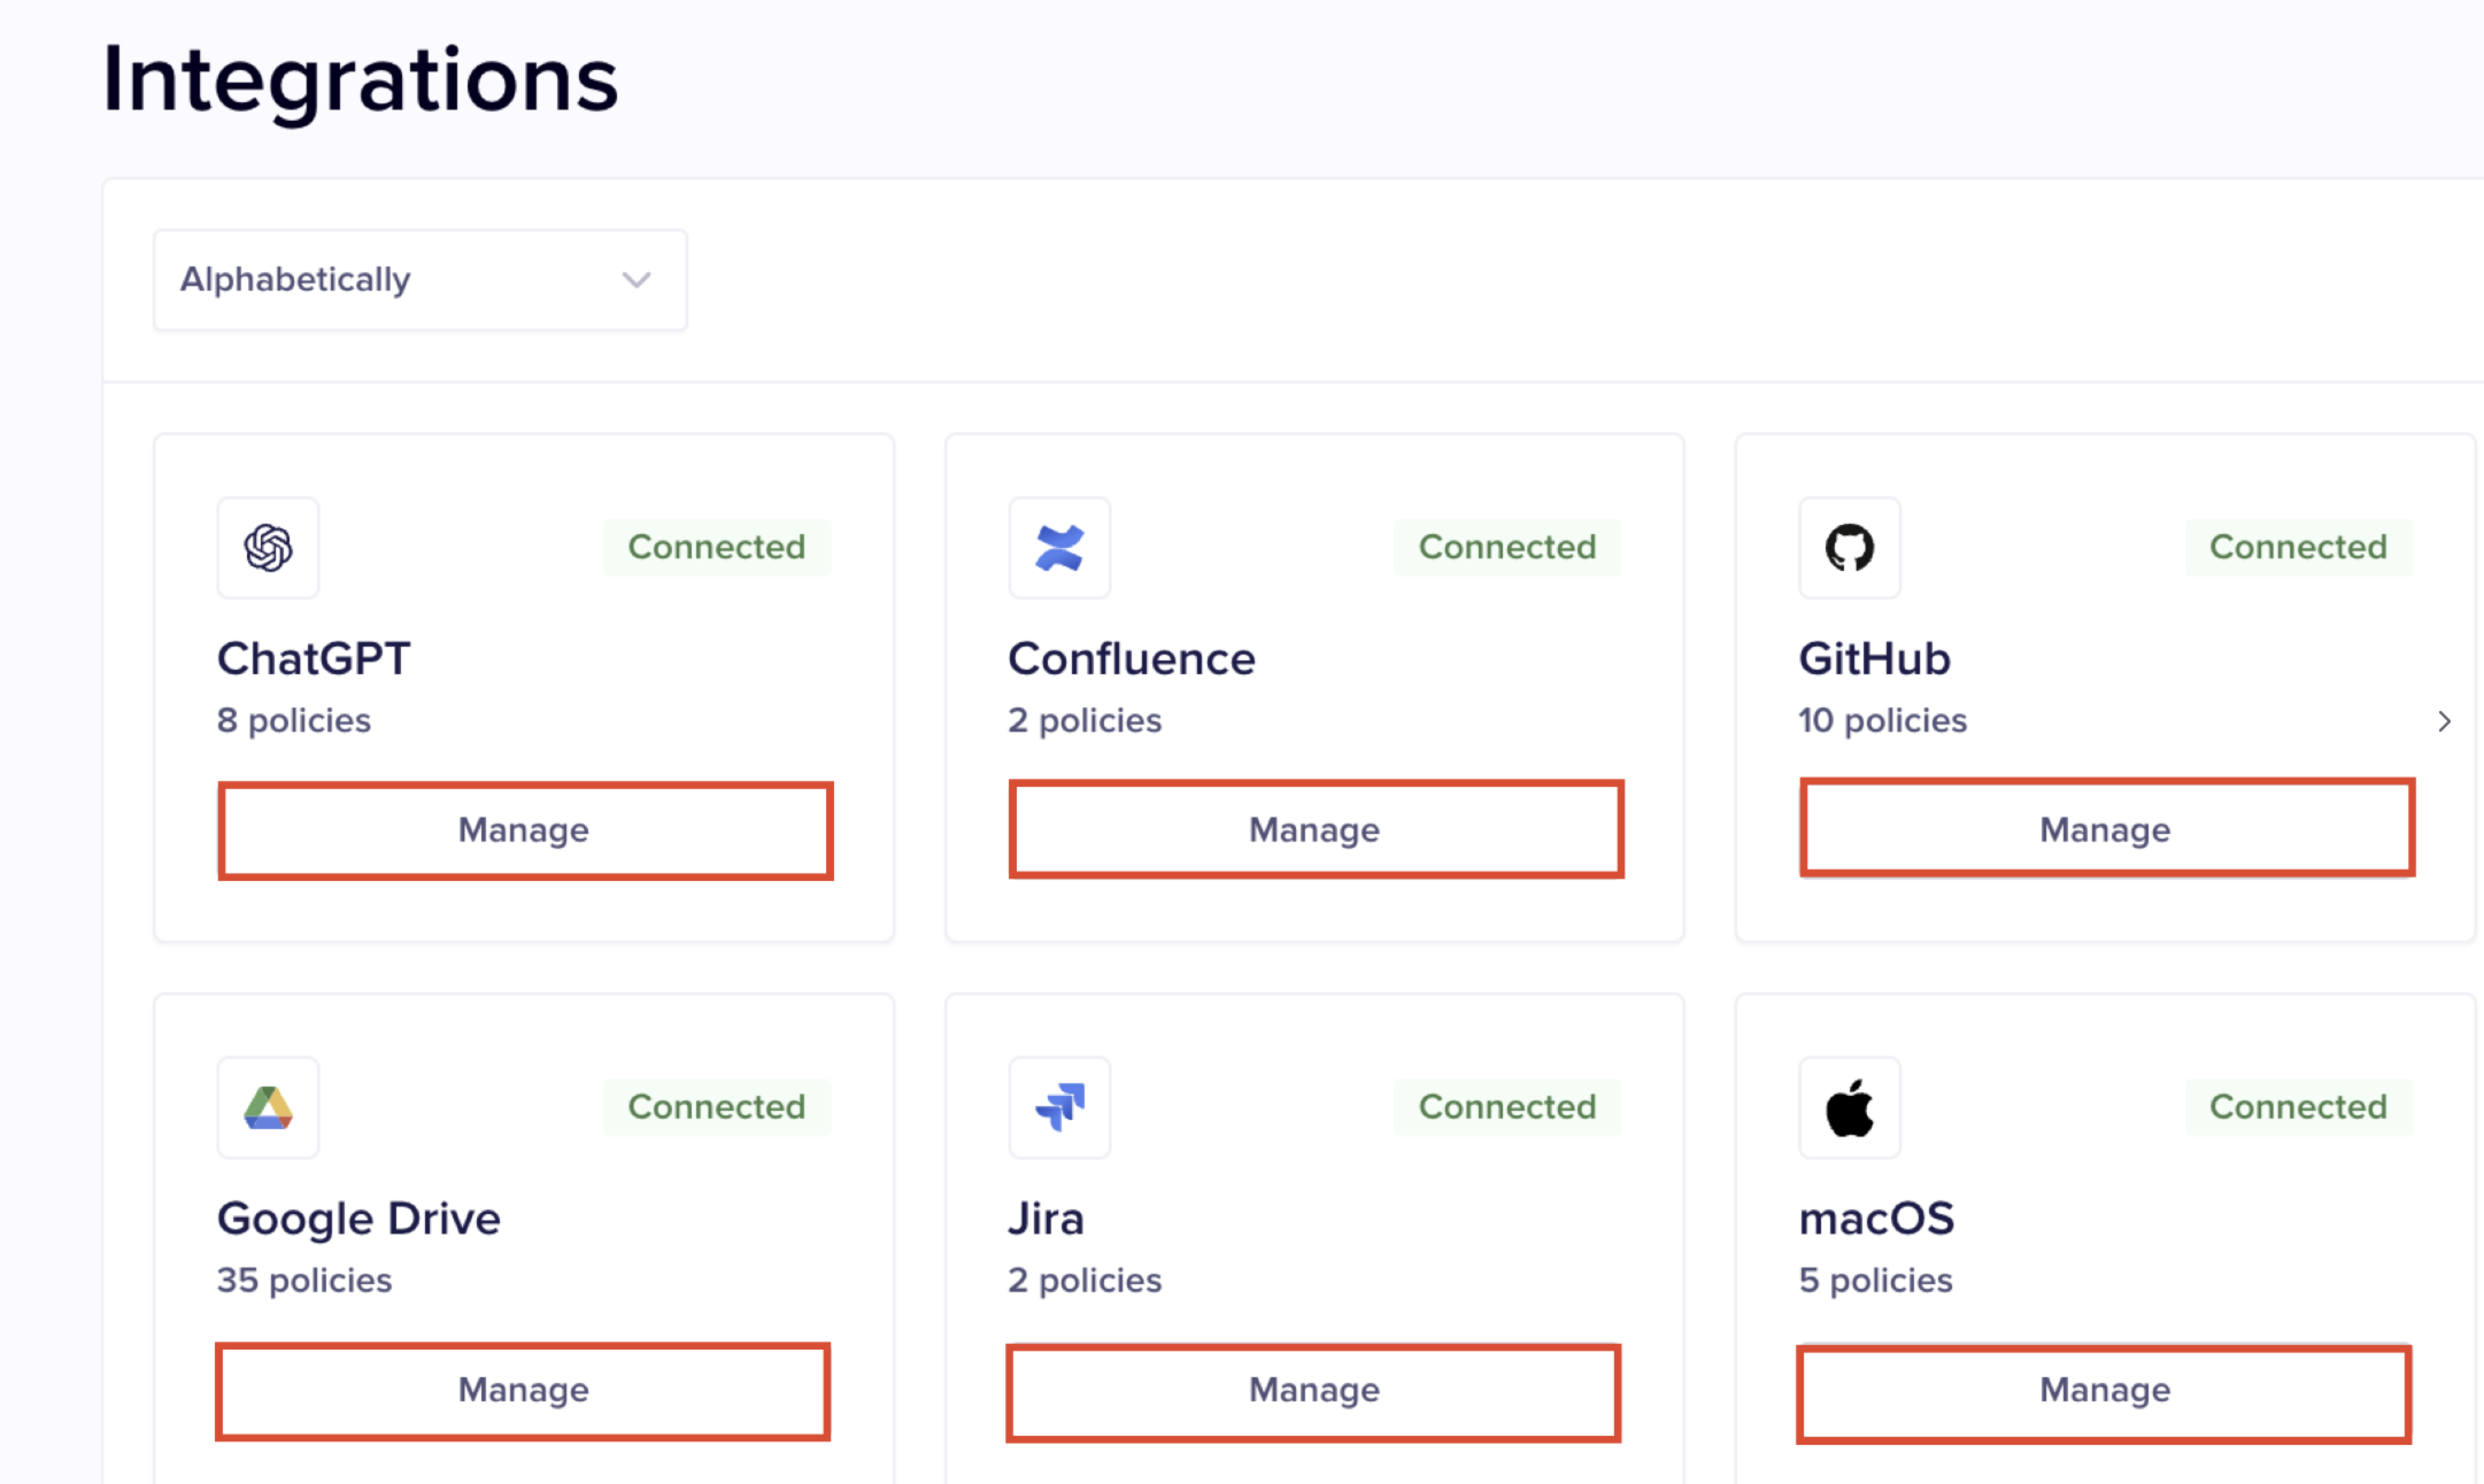 Integrations
Alphabetically
Connected
ChatGPT
8 policies
Manage
Connected
Confluence
2 policies
Manage
Connected
GitHub
10 policies
Manage
Connected
Google Drive
35 policies
Manage
Connected
Jira
2 policies
Manage
Connected
macOS
5 policies
Manage